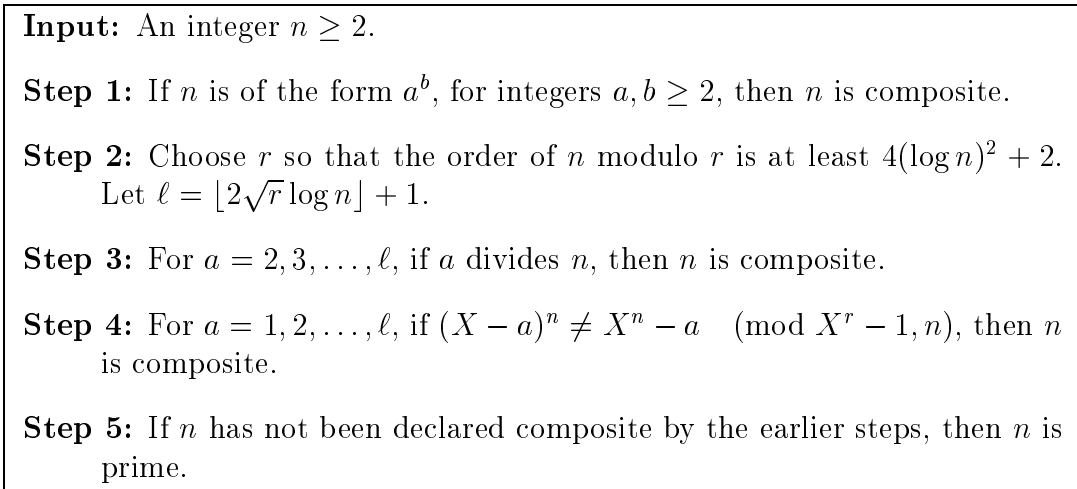 Input: An integer n ≥ 2.
Step 1: If n is of the form a^b, for integers a, b ≥ 2, then n is composite.
Step 2: Choose r so that the order of n modulo r is at least 4(log n)^2 + 2.
Let ℓ = ⌊2√r log n⌋ + 1.
Step 3: For a = 2, 3, . . . , ℓ, if a divides n, then n is composite.
Step 4: For a = 1, 2, . . . , ℓ, if (X − a)^n ≠ X^n − a (mod X^r − 1, n), then n
is composite.
Step 5: If n has not been declared composite by the earlier steps, then n is
prime.